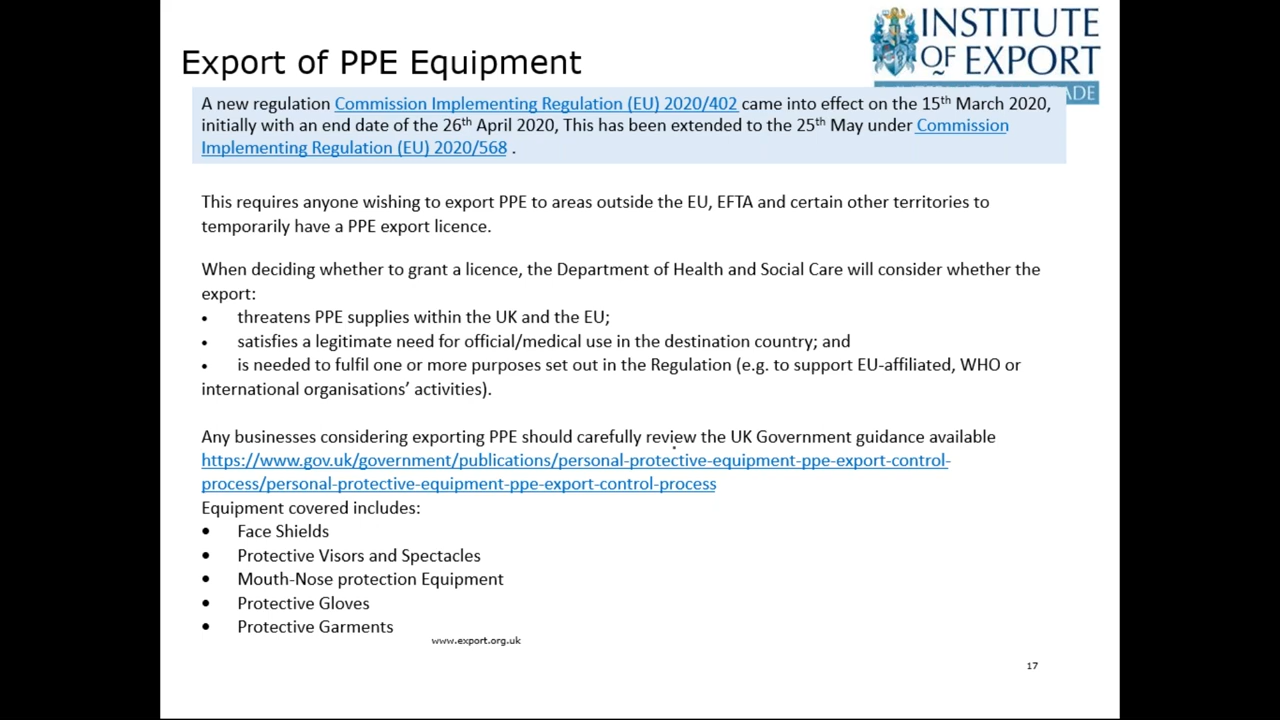 INSTITUTE
OF EXPORT
Export of PPE Equipment
TRADE
A new regulation Commission Implementing Regulation (EU) 2020/402 came into effect on the 15th March 2020,
initially with an end date of the 26th April 2020, This has been extended to the 25th May under Commission
Implementing Regulation (EU) 2020/568 .
This requires anyone wishing to export PPE to areas outside the EU, EFTA and certain other territories to
temporarily have a PPE export licence.
When deciding whether to grant a licence, the Department of Health and Social Care will consider whether the
export:
• threatens PPE supplies within the UK and the EU;
• satisfies a legitimate need for official/medical use in the destination country; and
• is needed to fulfil one or more purposes set out in the Regulation (e.g. to support EU-affiliated, WHO or
international organisations’ activities).
Any businesses considering exporting PPE should carefully review the UK Government guidance available
https://www.gov.uk/government/publications/personal-protective-equipment-ppe-export-control-
process/personal-protective-equipment-ppe-export-control-process
Equipment covered includes:
• Face Shields
• Protective Visors and Spectacles
• Mouth-Nose protection Equipment
• Protective Gloves
• Protective Garments
www.export.org.uk
17